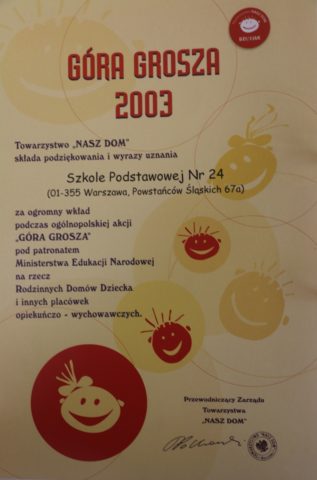 GÓRA GROSZA
2003
Towarzystwo „NASZ DOM"
składa podziękowania i wyrazy uznania
Szkole Podstawowej Nr 24
(01-355 Warszawa, Powstańców Śląskich 67a)
za ogromny wkład
podczas ogólnopolskiej akcji
„GÓRA GROSZA"
pod patronatem
Ministerstwa Edukacji Narodowej
na rzecz
Rodzinnych Domów Dziecka
i innych placówek
opiekuńczo - wychowawczych.
Przewodniczący Zarządu
Towarzystwa
„NASZ DOM"